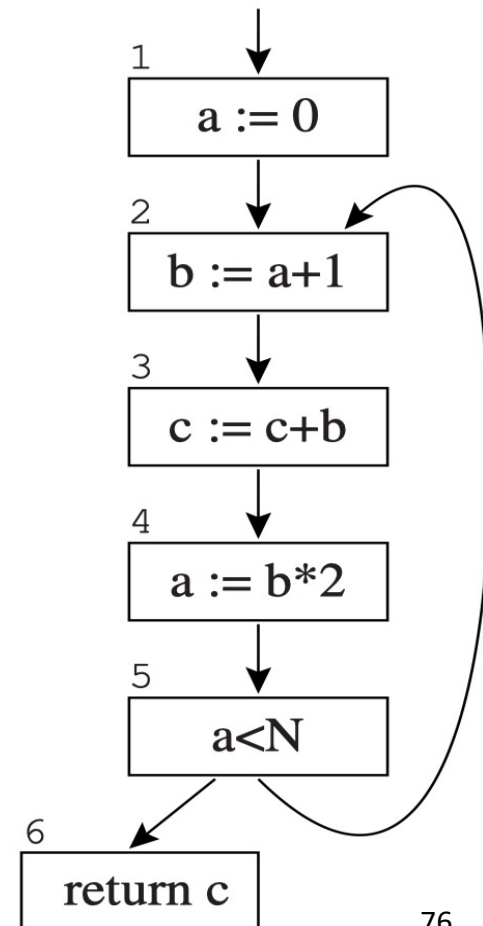 1
a := 0
2
b := a+1
3
c := c+b
4
a := b*2
5
a<N
6
return c
76